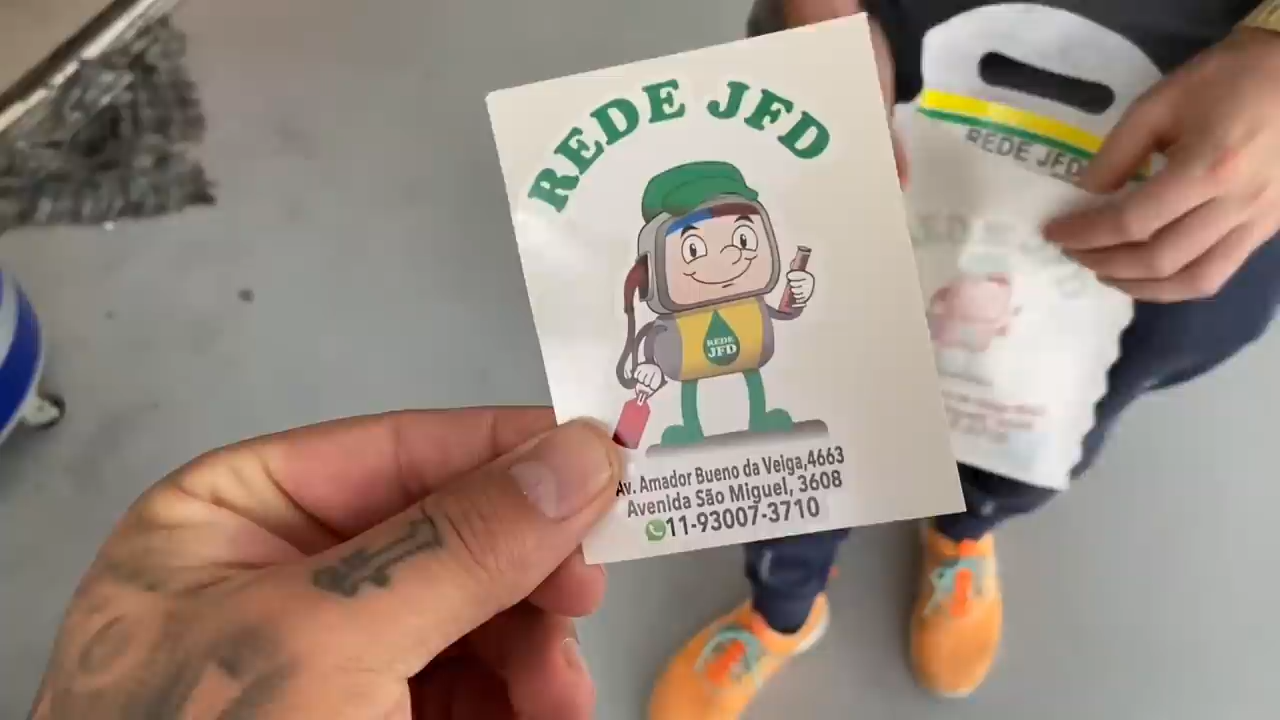 REDE JFD
REDE
JFD
Av. Amador Bueno da Veiga,4663
Avenida São Miguel, 3608
11-93007-3710
REDE JFD